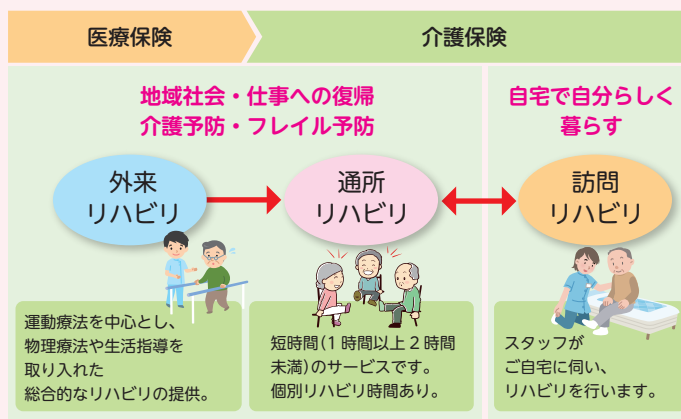 医療保険
介護保険
地域社会・仕事への復帰
介護予防・フレイル予防
自宅で自分らしく
暮らす
外来
リハビリ
通所
リハビリ
訪問
リハビリ
運動療法を中心とし、
物理療法や生活指導を
取り入れた
総合的なリハビリの提供。
短時間(1時間以上2時間
未満)のサービスです。
個別リハビリ時間あり。
スタッフが
ご自宅に伺い、
リハビリを行います。